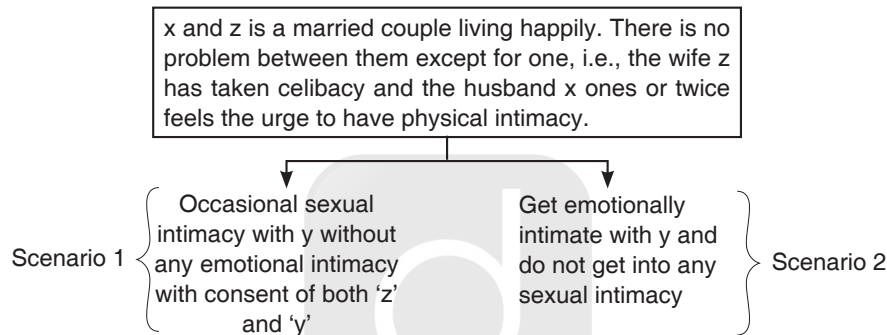 x and z is a married couple living happily. There is no
problem between them except for one, i.e., the wife z
has taken celibacy and the husband x ones or twice
feels the urge to have physical intimacy.
Scenario 1
Occasional sexual
intimacy with y without
any emotional intimacy
with consent of both ‘z’
and ‘y’
Get emotionally
intimate with y and
do not get into any
sexual intimacy
Scenario 2